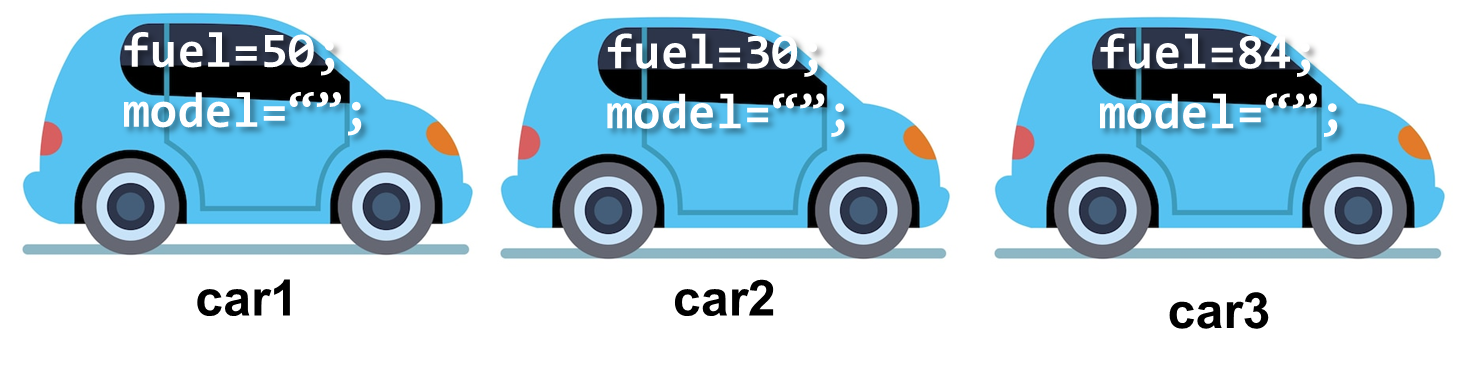 fuel=50;
model=“”;
car1
fuel=30;
model=“”;
car2
fuel=84;
model=“”;
car3